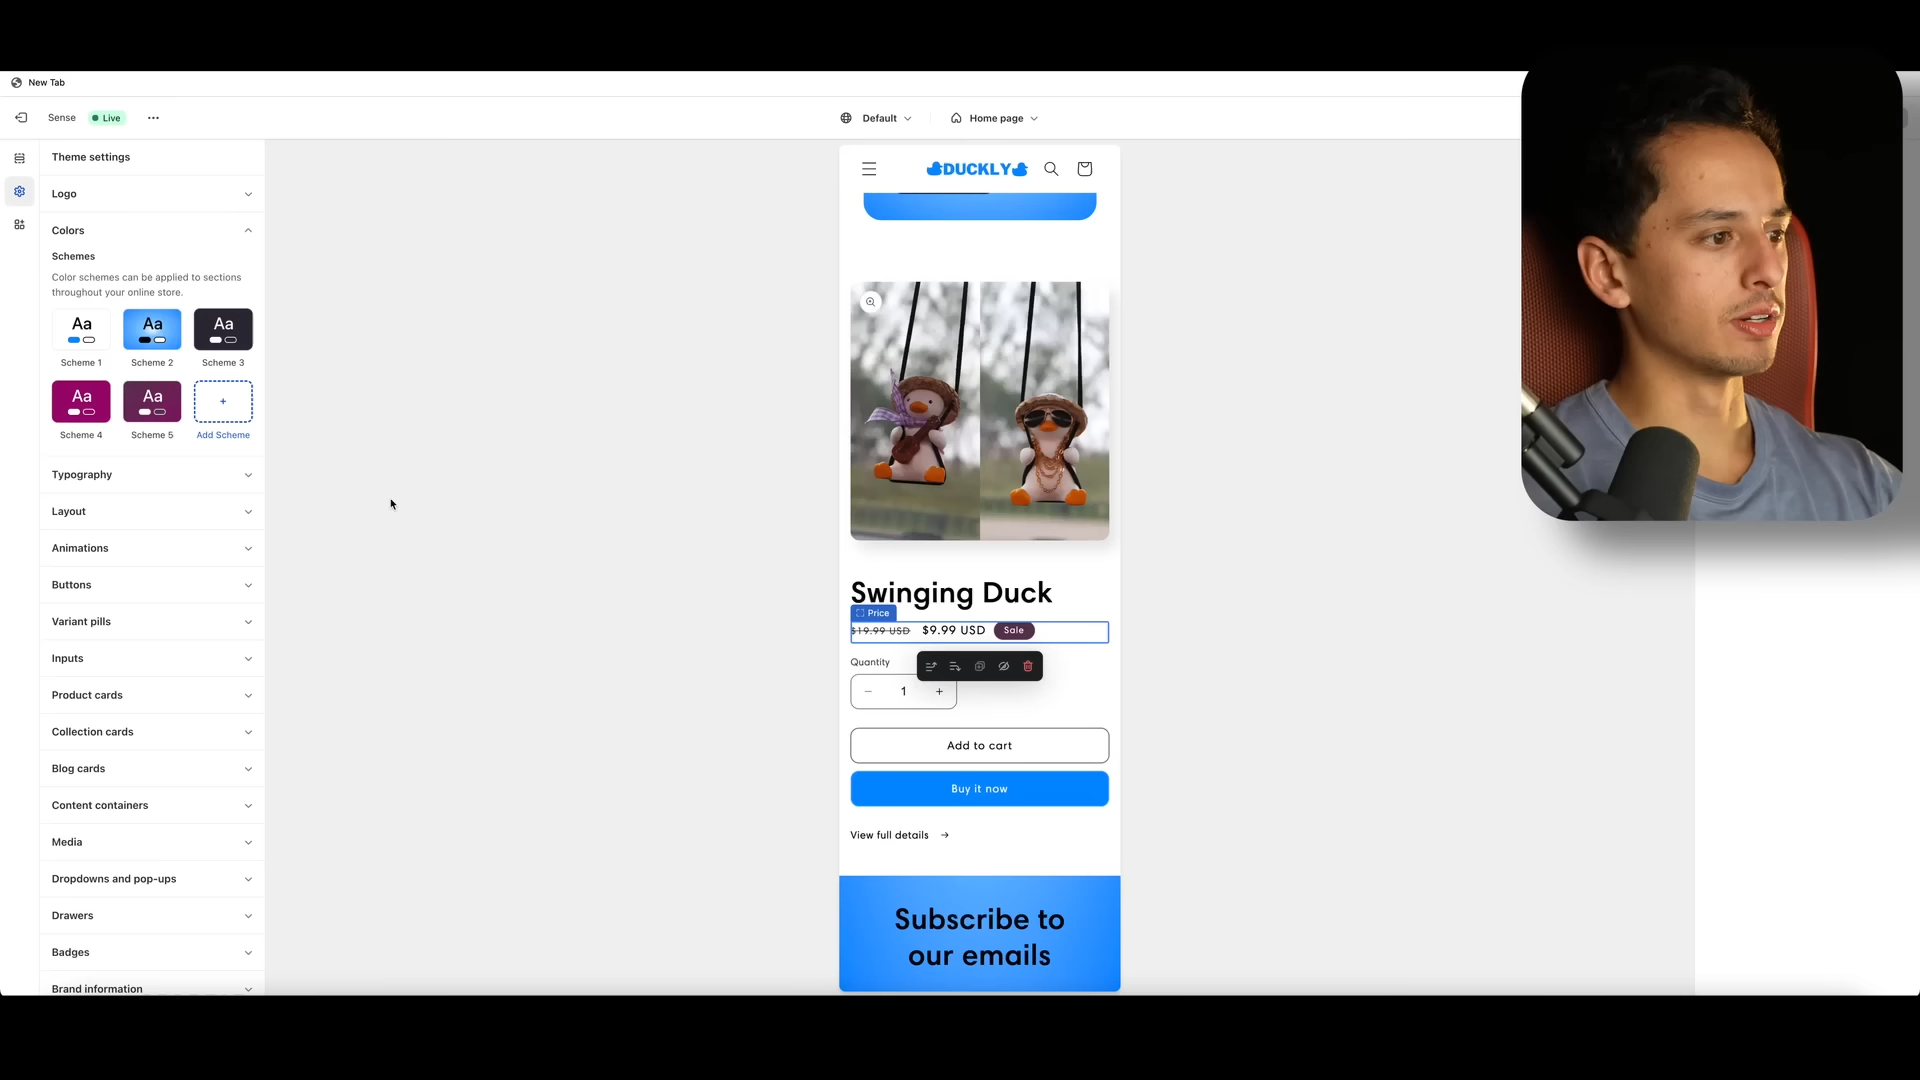 New Tab
Sense
Live
Default
Home page
Theme settings
Logo
Colors
Schemes
Color schemes can be applied to sections
throughout your online store.
Aa
Aa
Aa
Scheme 1
Scheme 2
Scheme 3
Aa
Aa
+
Scheme 4
Scheme 5
Add Scheme
Typography
Layout
Animations
Buttons
Variant pills
Inputs
Product cards
Collection cards
Blog cards
Content containers
Media
Dropdowns and pop-ups
Drawers
Badges
Brand information
DUCKLY
Swinging Duck
Price
$19.99 USD $9.99 USD Sale
Quantity
− 1 +
Add to cart
Buy it now
View full details →
Subscribe to
our emails